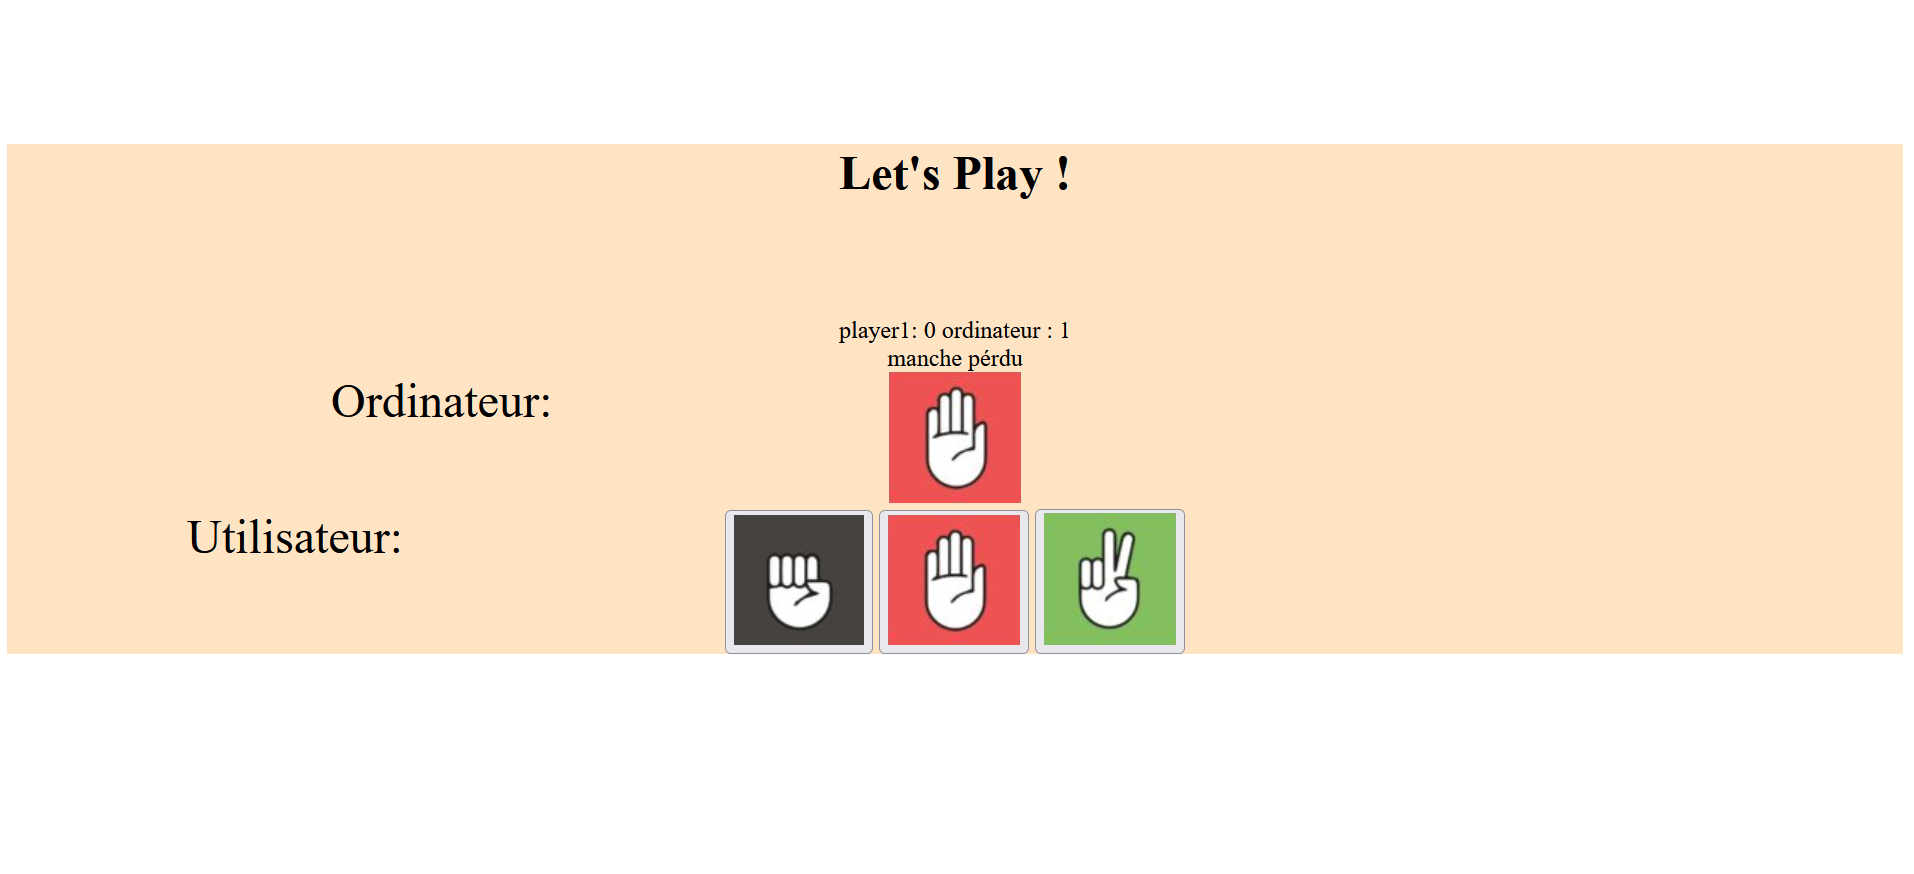 Let's Play !
player1: 0 ordinateur : 1
manche pérdu
Ordinateur:
Utilisateur: